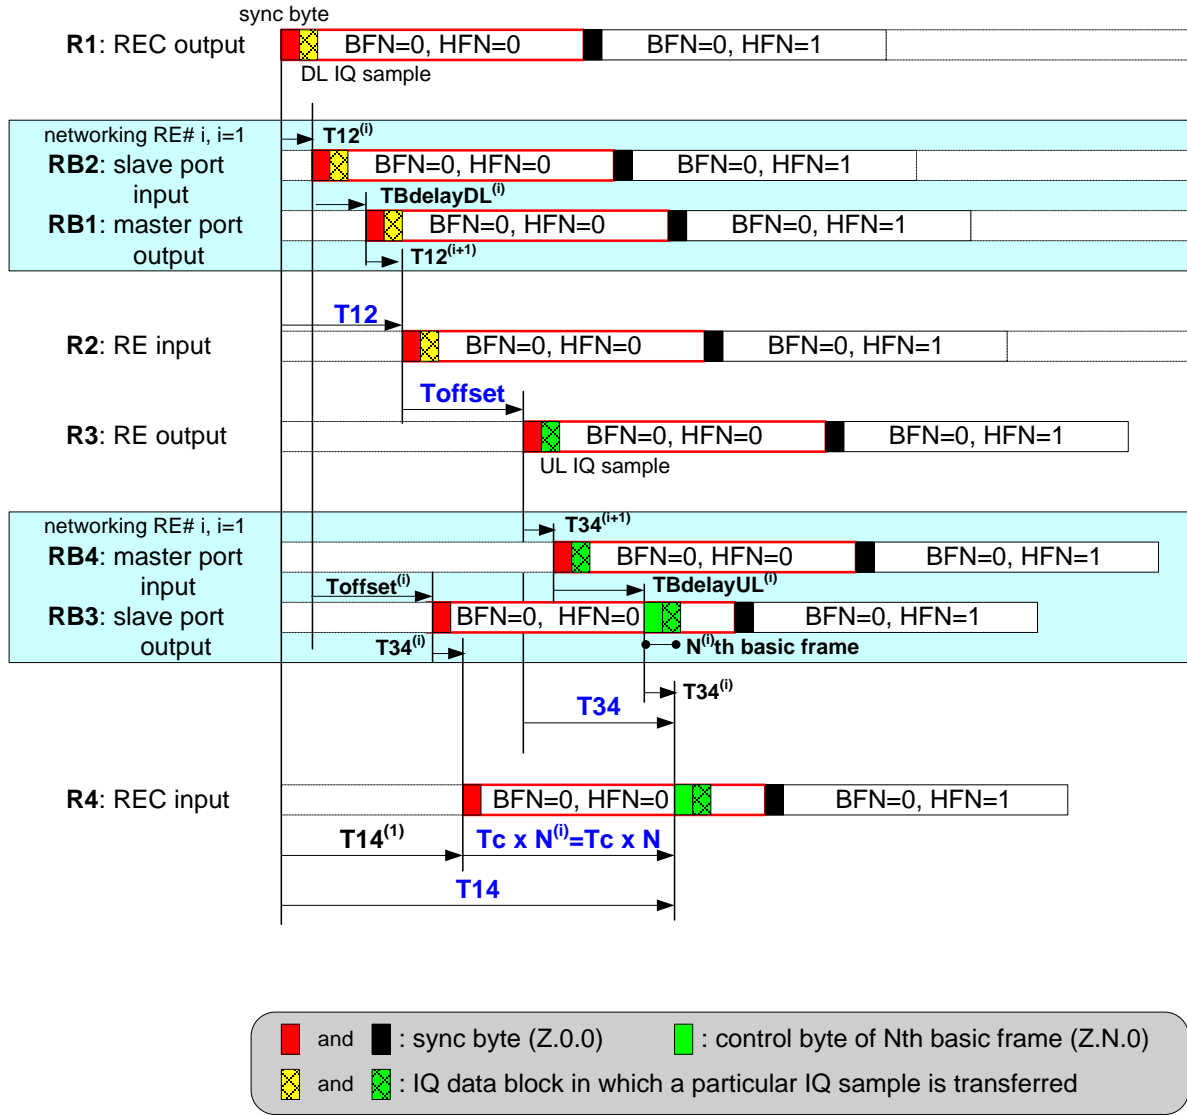 sync byte
R1: REC output
BFN=0, HFN=0
BFN=0, HFN=1
DL IQ sample
networking RE# i, i=1
T12(i)
RB2: slave port input
BFN=0, HFN=0
BFN=0, HFN=1
TBdelayDL(i)
RB1: master port output
BFN=0, HFN=0
BFN=0, HFN=1
T12(i+1)
T12
R2: RE input
BFN=0, HFN=0
BFN=0, HFN=1
Toffset
R3: RE output
BFN=0, HFN=0
BFN=0, HFN=1
UL IQ sample
networking RE# i, i=1
T34(i+1)
RB4: master port input
BFN=0, HFN=0
BFN=0, HFN=1
Toffset(i)
TBdelayUL(i)
RB3: slave port output
BFN=0, HFN=0
BFN=0, HFN=1
T34(i)
N(i)th basic frame
T34(i)
T34
R4: REC input
BFN=0, HFN=0
BFN=0, HFN=1
T14(1)
Tc x N(i)=Tc x N
T14
and : sync byte (Z.0.0)
: control byte of Nth basic frame (Z.N.0)
and : IQ data block in which a particular IQ sample is transferred